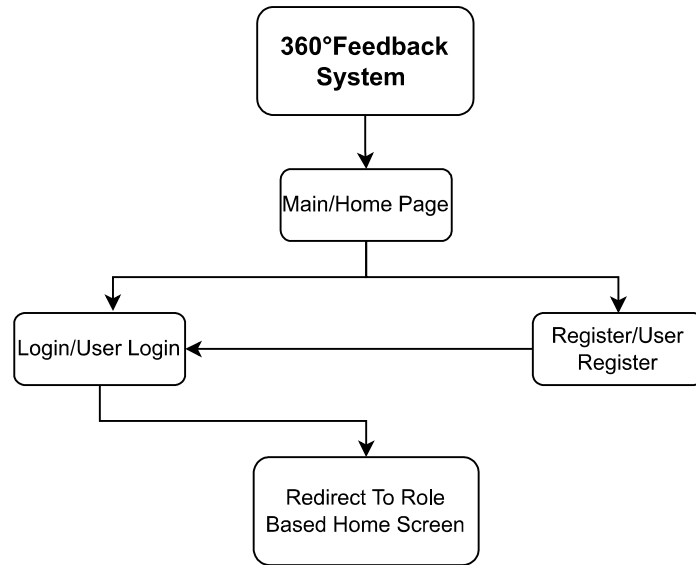 360°Feedback
System
Main/Home Page
Login/User Login
Register/User
Register
Redirect To Role
Based Home Screen